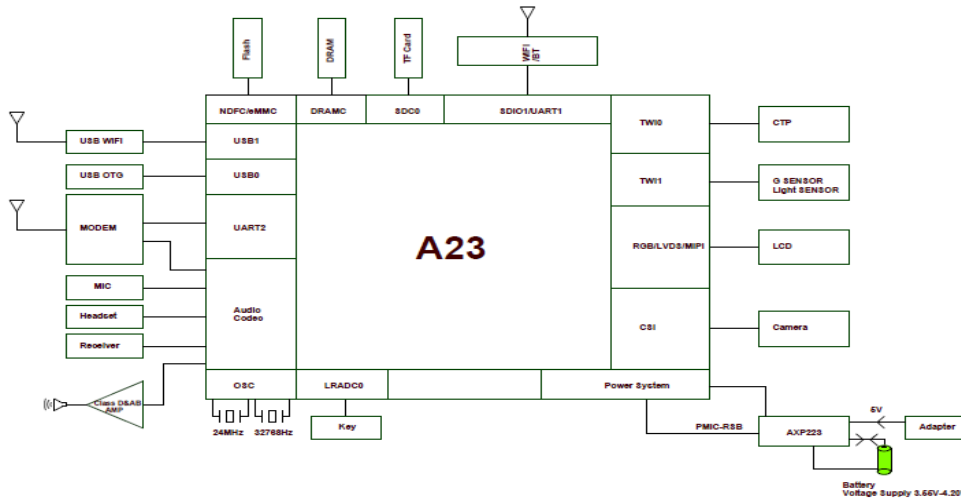 Flash
DRAM
TF Card
WIFI
/BT
NDFC/eMMC
DRAMC
SDC0
SDIO1/UART1
TWI0
CTP
USB WIFI
USB1
USB OTG
USB0
TWI1
G SENSOR
Light SENSOR
MODEM
UART2
A23
RGB/LVDS/MIPI
LCD
MIC
Headset
Audio
Codec
CSI
Camera
Receiver
OSC
LRADC0
Power System
Class D&AB
AMP
24MHz
32768Hz
Key
PMIC-RSB
AXP223
5V
Adapter
Battery
Voltage Supply 3.55V-4.20